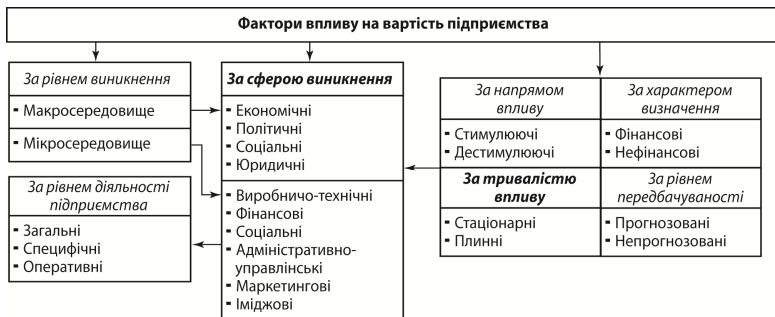 Фактори впливу на вартість підприємства
За рівнем виникнення
Макросередовище
Мікросередовище
За рівнем діяльності
підприємства
Загальні
Специфічні
Оперативні
За сферою виникнення
Економічні
Політичні
Соціальні
Юридичні
Виробничо-технічні
Фінансові
Соціальні
Адміністративно-
управлінські
Маркетингові
Іміджові
За напрямом
впливу
Стимулюючі
Дестимулюючі
За характером
визначення
Фінансові
Нефінансові
За тривалістю
впливу
Стаціонарні
Плинні
За рівнем
передбачуваності
Прогнозовані
Непрогнозовані